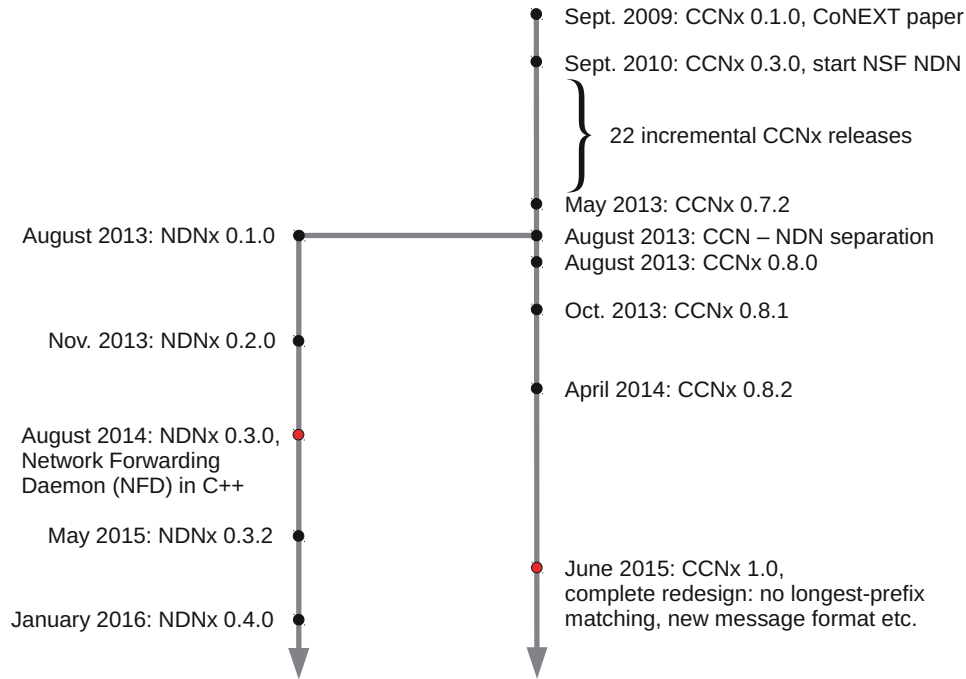 Sept. 2009: CCNx 0.1.0, CoNEXT paper
Sept. 2010: CCNx 0.3.0, start NSF NDN
22 incremental CCNx releases
May 2013: CCNx 0.7.2
August 2013: NDNx 0.1.0
August 2013: CCN – NDN separation
August 2013: CCNx 0.8.0
Oct. 2013: CCNx 0.8.1
Nov. 2013: NDNx 0.2.0
April 2014: CCNx 0.8.2
August 2014: NDNx 0.3.0,
Network Forwarding
Daemon (NFD) in C++
May 2015: NDNx 0.3.2
June 2015: CCNx 1.0,
complete redesign: no longest-prefix
matching, new message format etc.
January 2016: NDNx 0.4.0